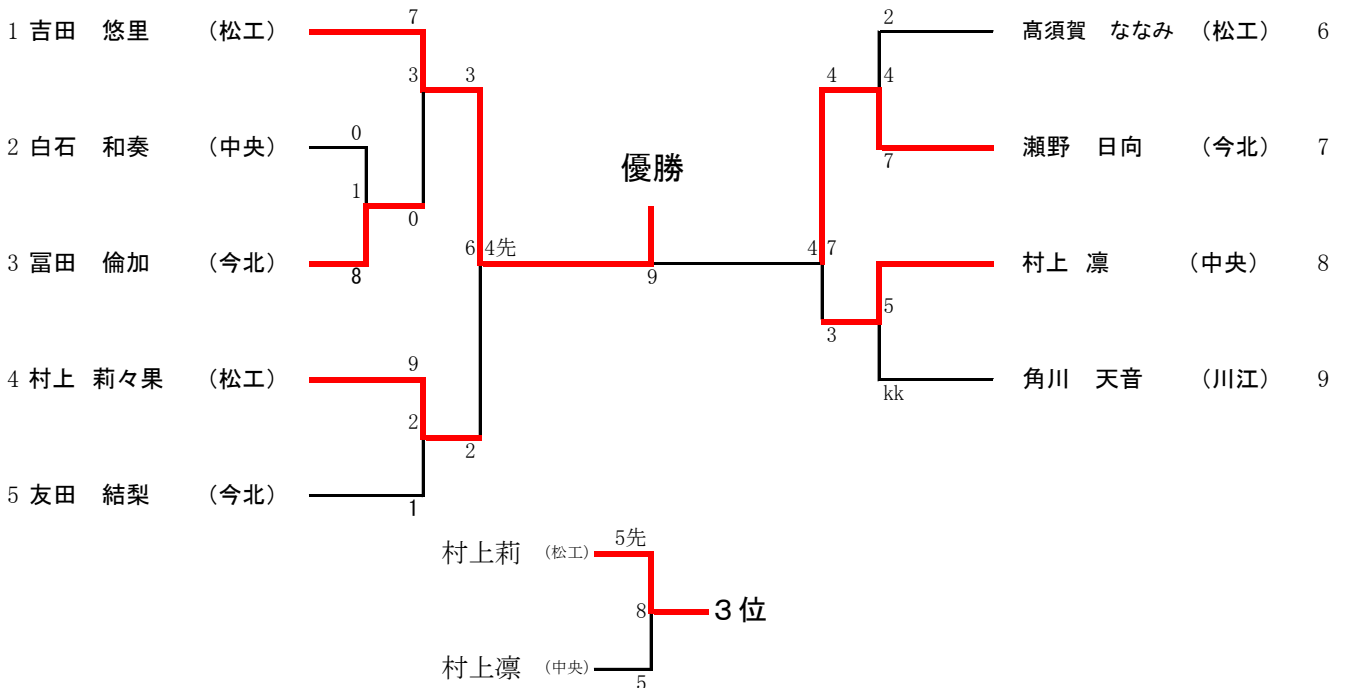 7
1 吉田 悠里 (松工)
3 3
0
2 白石 和奏 (中央)
1
0
3 冨田 倫加 (今北)
8
6 4先
9
4 村上 莉々果 (松工)
2
2
5 友田 結梨 (今北)
1
優勝
9
2
髙須賀 ななみ (松工) 6
4 4
瀬野 日向 (今北) 7
7
4 7
村上 凛 (中央) 8
5
3
角川 天音 (川江) 9
kk
5先
村上莉 (松工)
8 3位
村上凛 (中央)
5